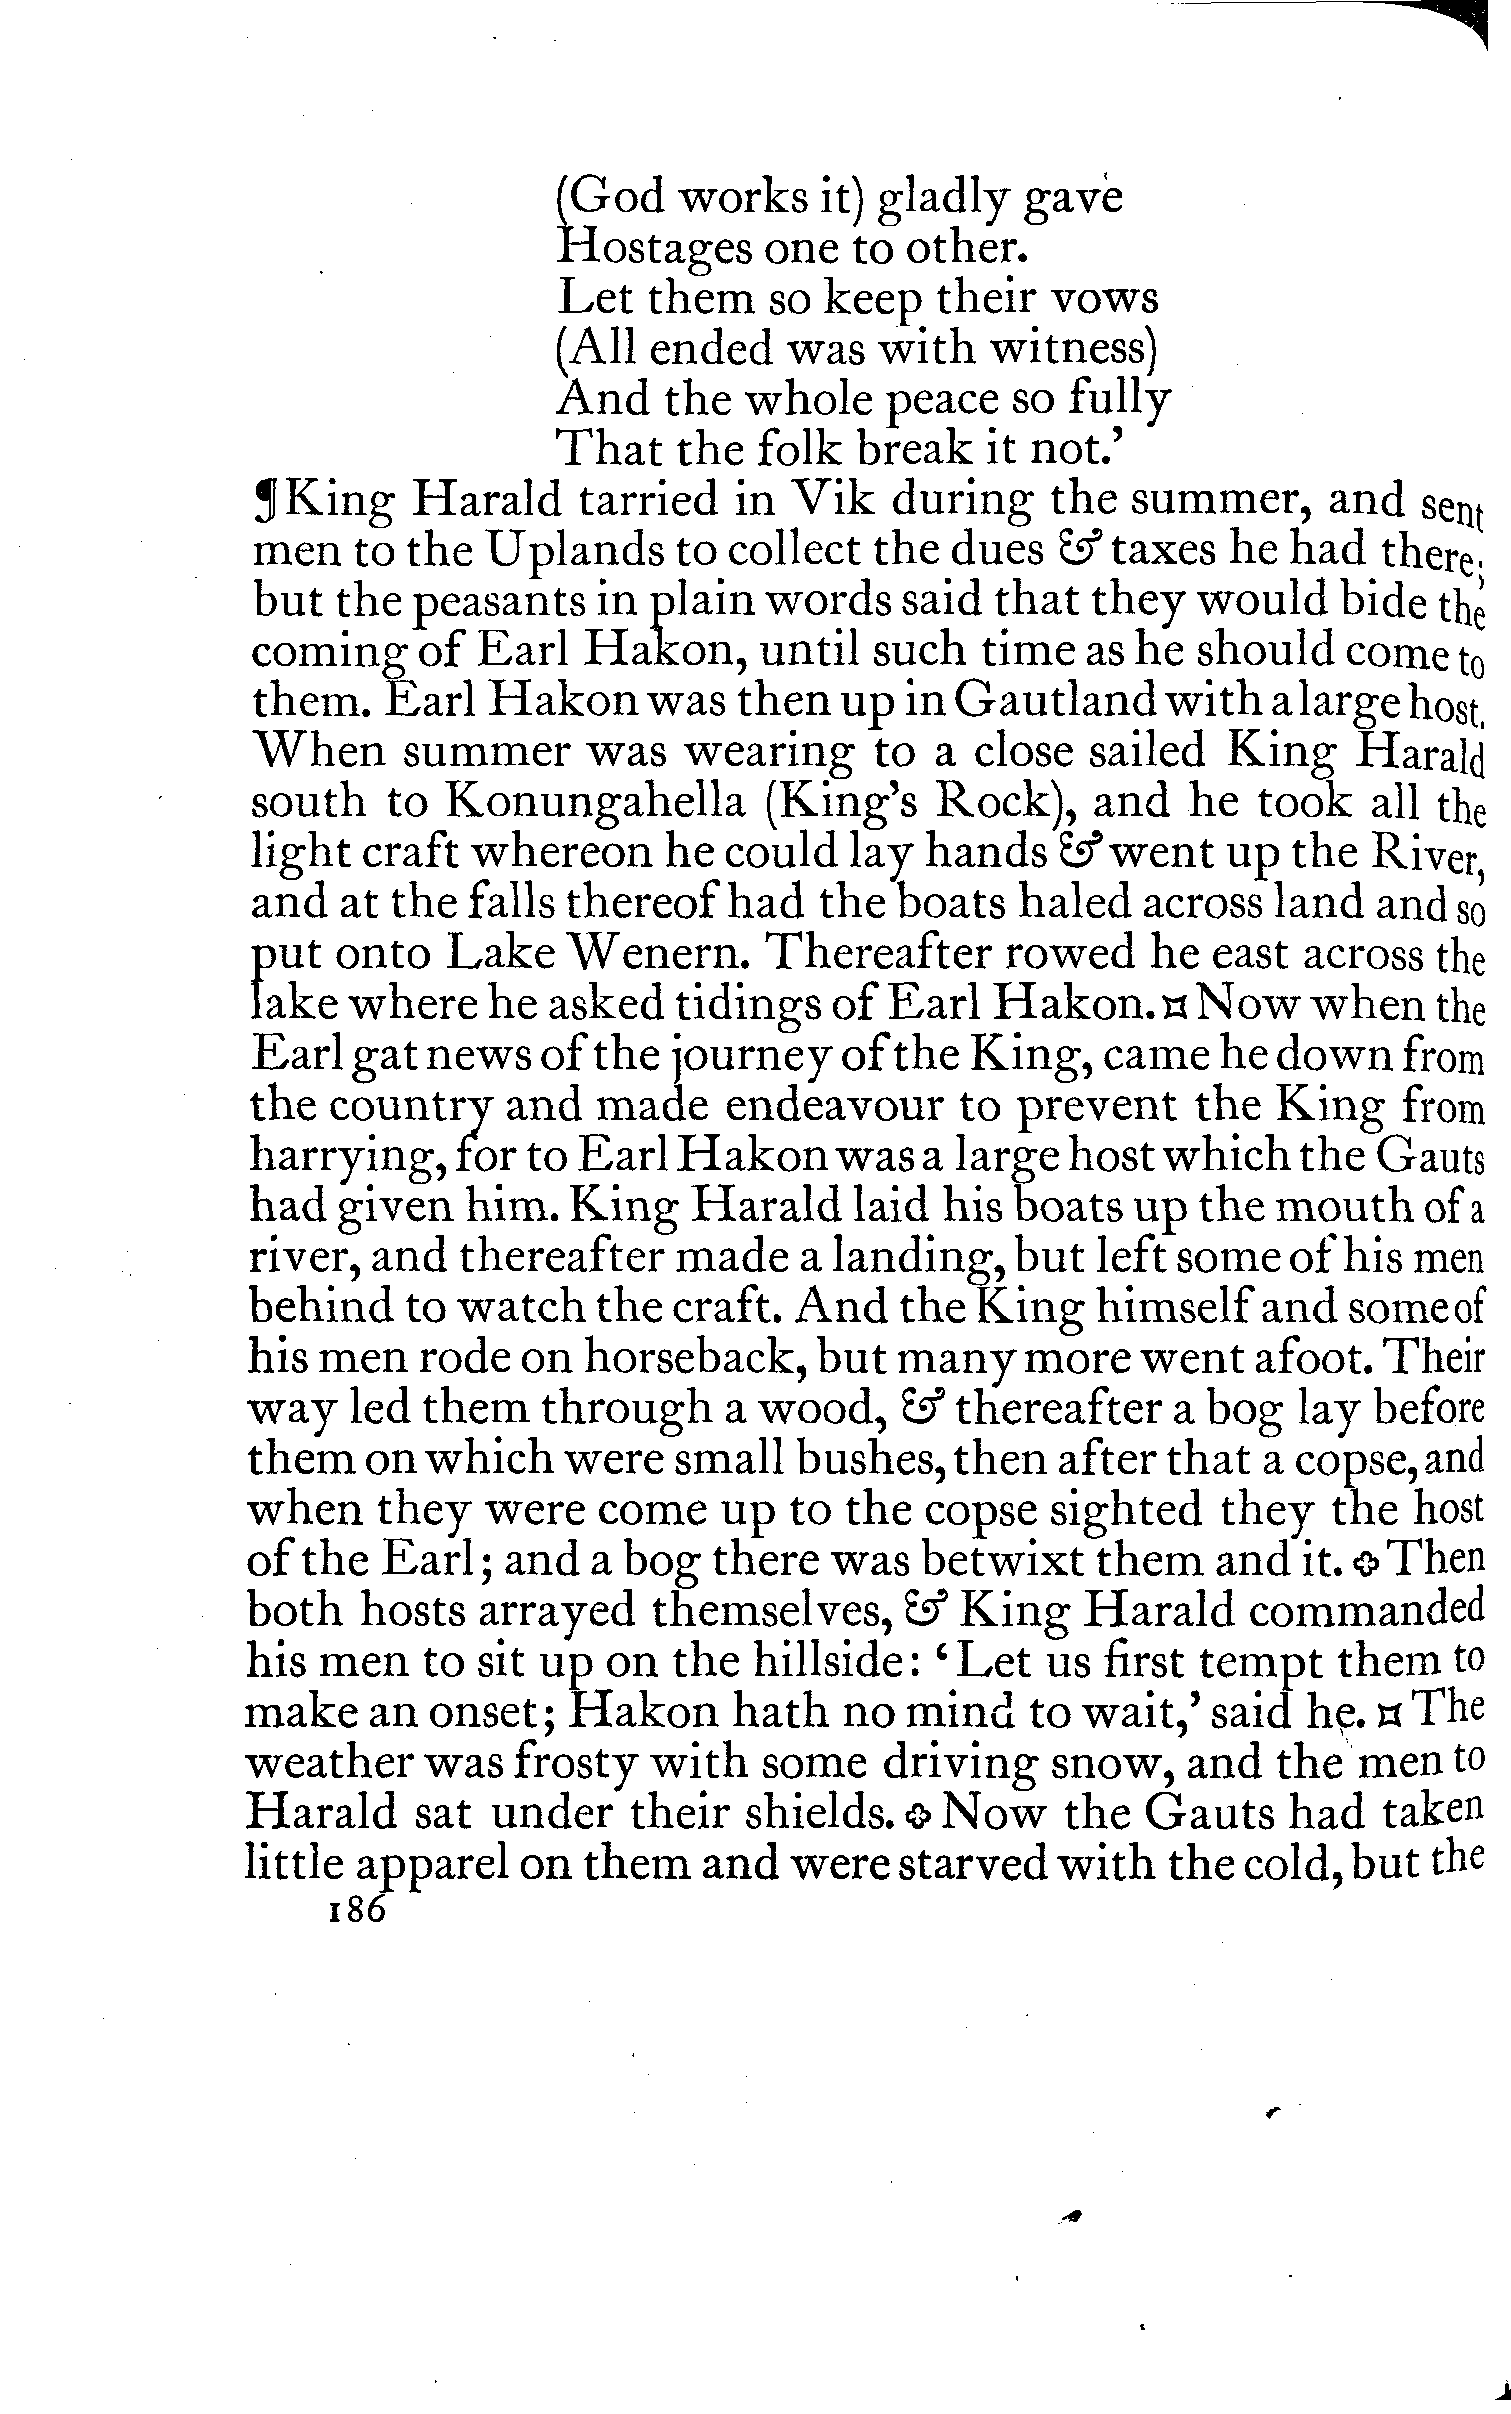 (God works it) gladly gave
Hostages one to other.
Let them so keep their vows
(All ended was with witness)
And the whole peace so fully
That the folk break it not.’
¶King Harald tarried in Vik during the summer, and sent
men to the Uplands to collect the dues & taxes he had there;
but the peasants in plain words said that they would bide the
coming of Earl Hakon, until such time as he should come to
them. Earl Hakon was then up in Gautland with a large host.
When summer was wearing to a close sailed King Harald
south to Konungahella (King’s Rock), and he took all the
light craft whereon he could lay hands & went up the River,
and at the falls thereof had the boats haled across land and so
put onto Lake Wenern. Thereafter rowed he east across the
lake where he asked tidings of Earl Hakon. ¤ Now when the
Earl gat news of the journey of the King, came he down from
the country and made endeavour to prevent the King from
harrying, for to Earl Hakon was a large host which the Gauts
had given him. King Harald laid his boats up the mouth of a
river, and thereafter made a landing, but left some of his men
behind to watch the craft. And the King himself and some of
his men rode on horseback, but many more went afoot. Their
way led them through a wood, & thereafter a bog lay before
them on which were small bushes, then after that a copse, and
when they were come up to the copse sighted they the host
of the Earl; and a bog there was betwixt them and it. ✥ Then
both hosts arrayed themselves, & King Harald commanded
his men to sit up on the hillside: ‘Let us first tempt them to
make an onset; Hakon hath no mind to wait,’ said he. ¤ The
weather was frosty with some driving snow, and the men to
Harald sat under their shields. ✥ Now the Gauts had taken
little apparel on them and were starved with the cold, but the
186